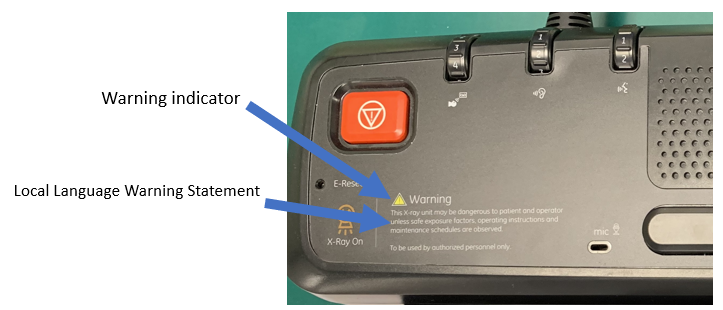 Warning indicator
Local Language Warning Statement
3
4
1
1
2
E-Rese
Warning
This X-ray unit may be dangerous to patient and operator
unless safe exposure factors, operating instructions and
maintenance schedules are observed.
X-Ray On
To be used by authorized personnel only.
mic